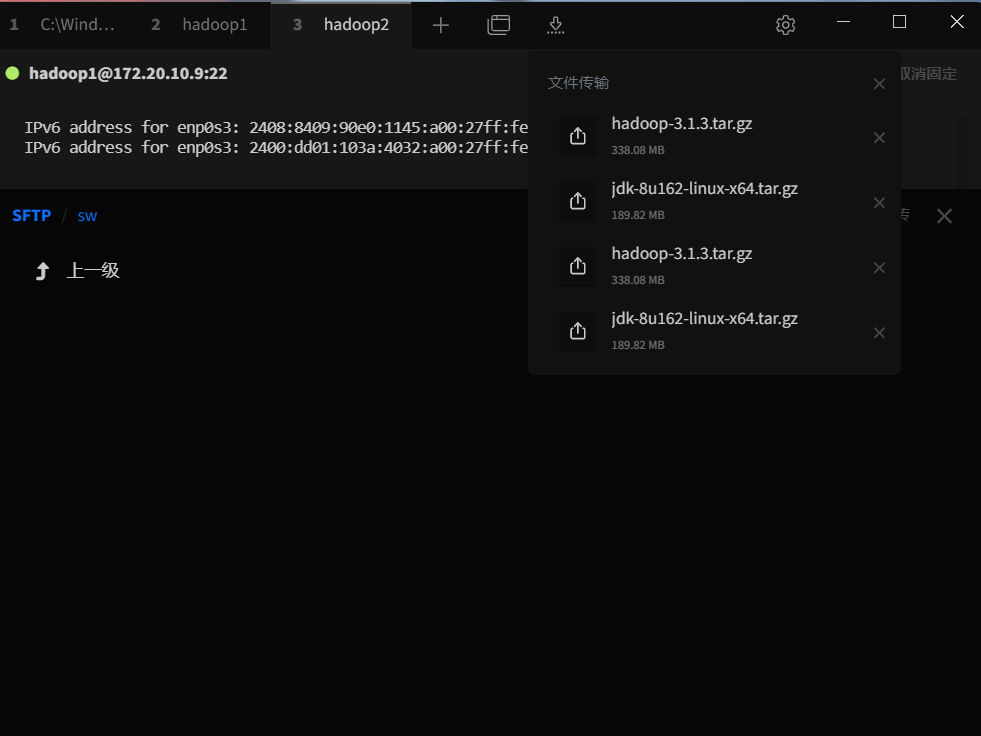 1 C:\Wind... 2 hadoop1 3 hadoop2
hadoop1@172.20.10.9:22
取消固定
IPv6 address for enp0s3: 2408:8409:90e0:1145:a00:27ff:fe
IPv6 address for enp0s3: 2400:dd01:103a:4032:a00:27ff:fe
SFTP / sw
传
上一级
文件传输
hadoop-3.1.3.tar.gz
338.08 MB
jdk-8u162-linux-x64.tar.gz
189.82 MB
hadoop-3.1.3.tar.gz
338.08 MB
jdk-8u162-linux-x64.tar.gz
189.82 MB